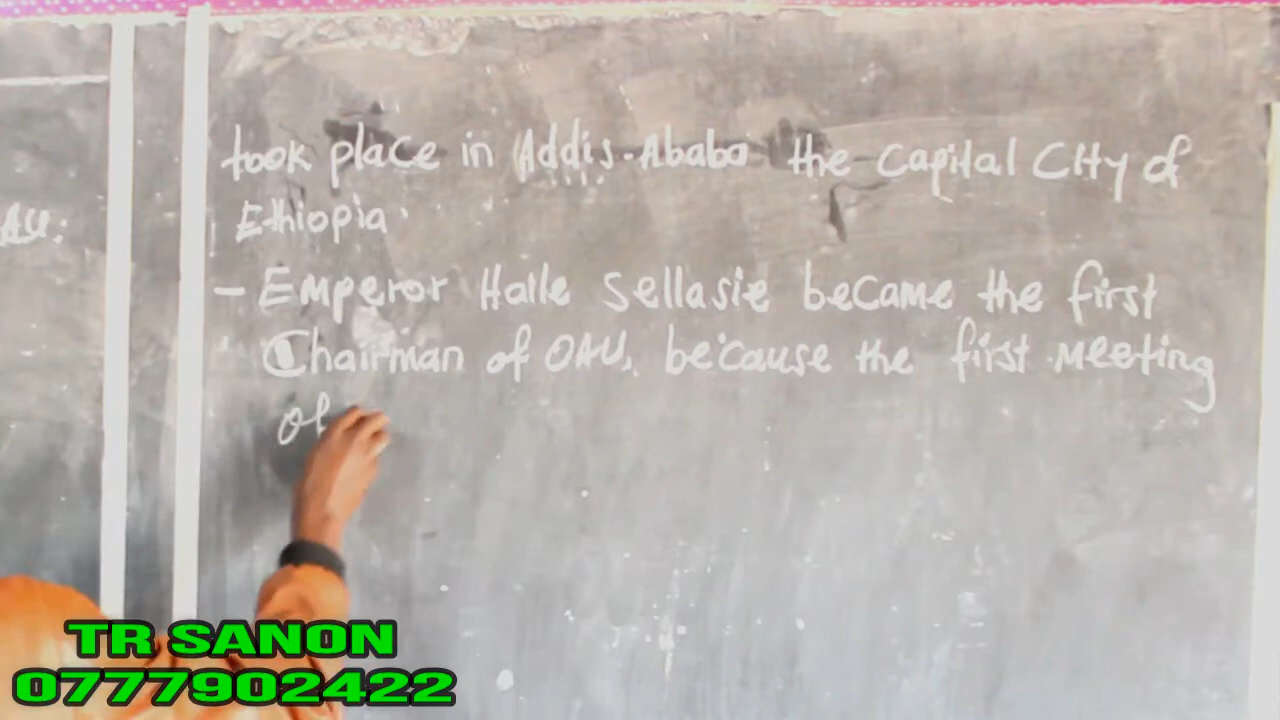 AU:
took place in Addis-Ababa the Capital City of
Ethiopia
- Emperor Haile Sellasie became the first
Chairman of OAU, because the first meeting
of
TR SANON
0777902422